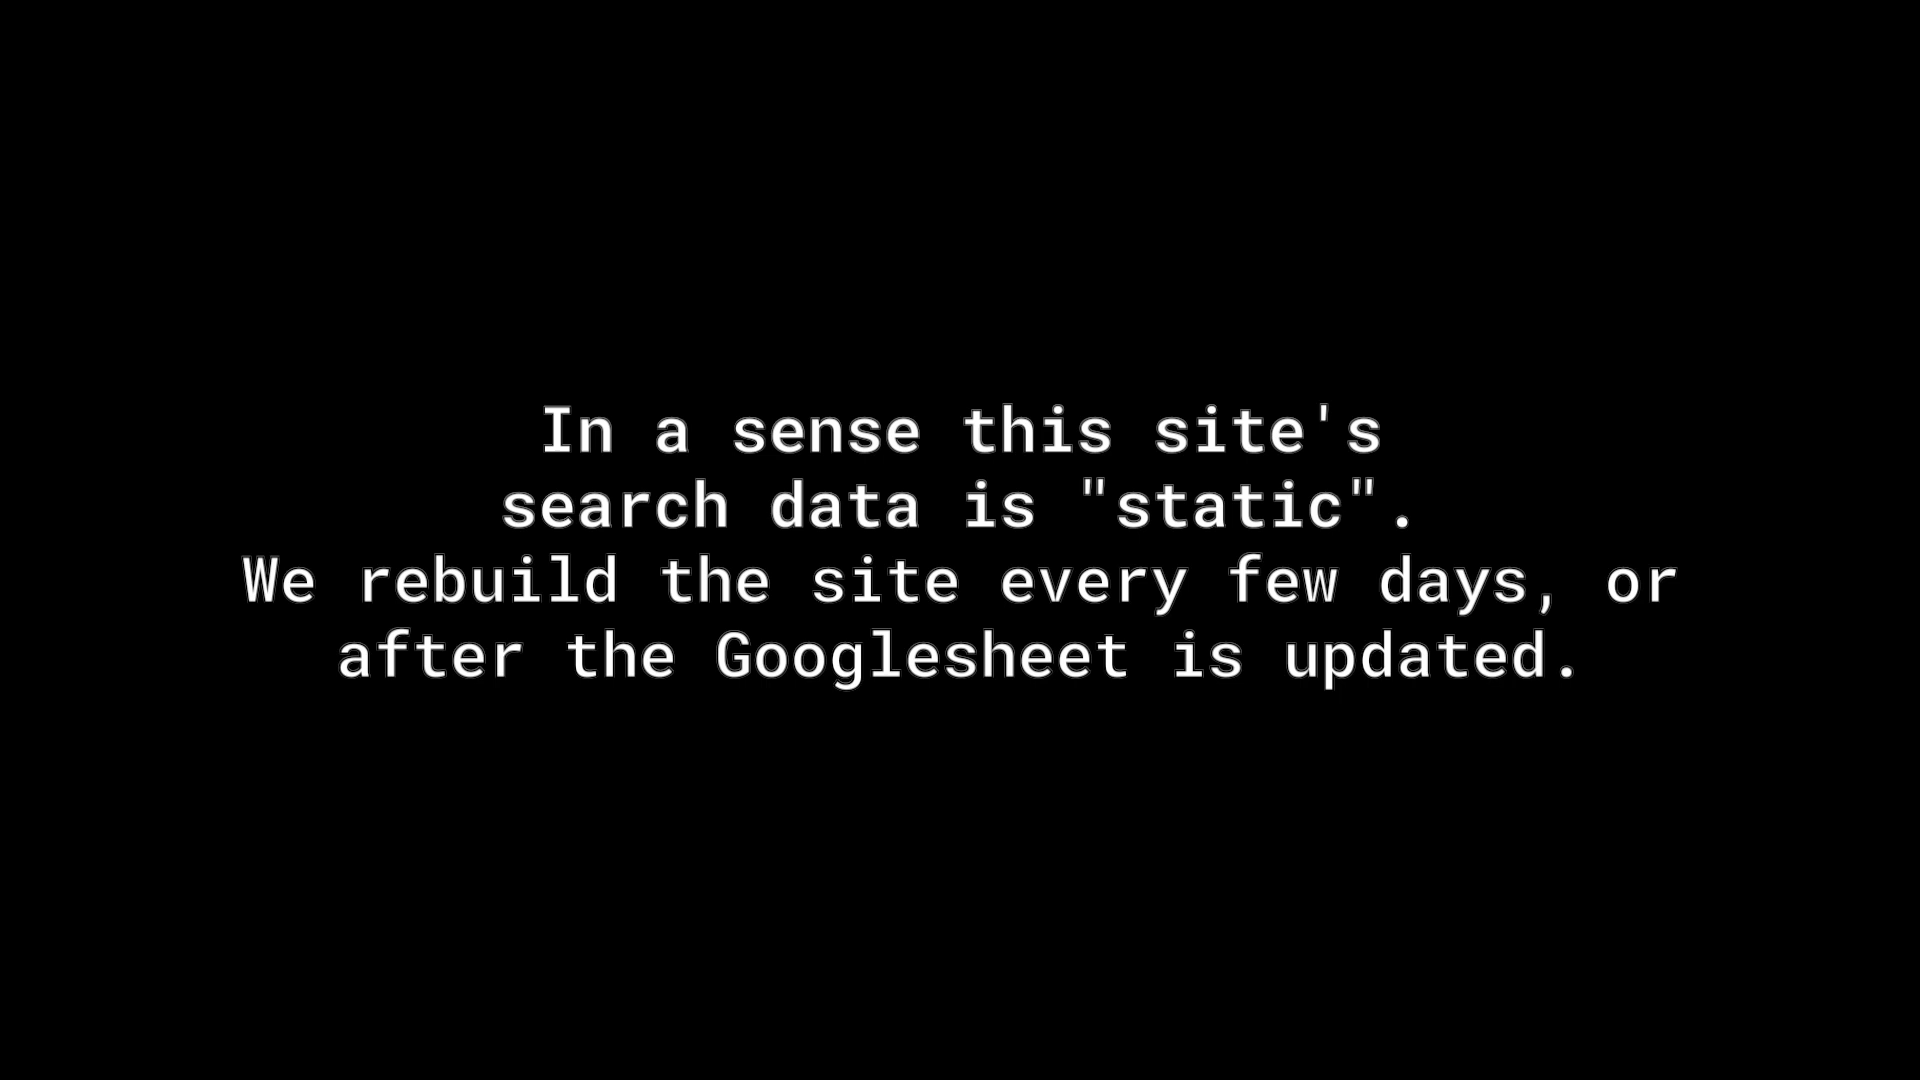 In a sense this site's
search data is "static".
We rebuild the site every few days, or
after the Googlesheet is updated.